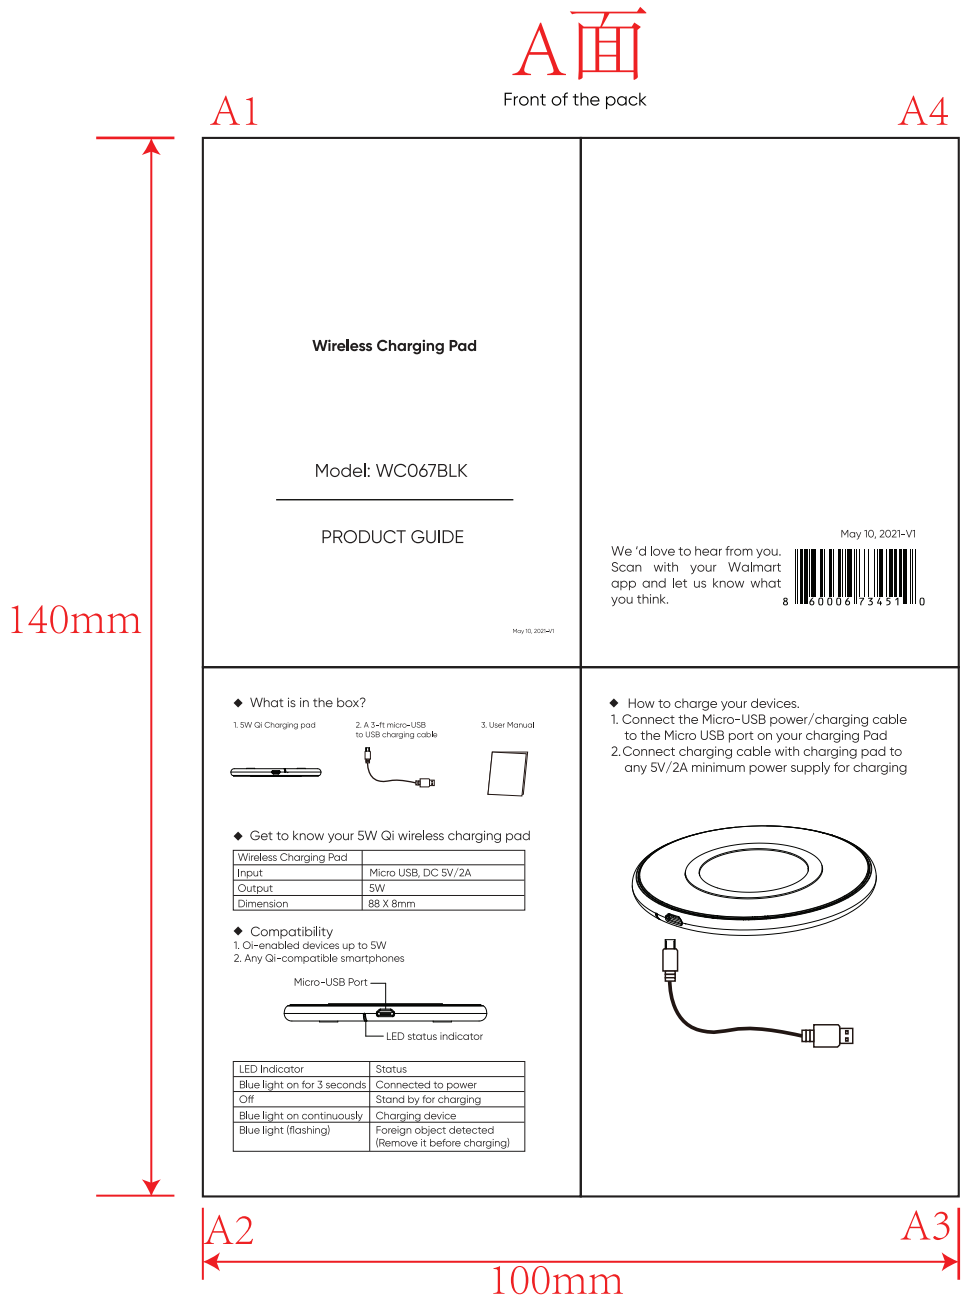 A面
Front of the pack
A1
A4
140mm
Wireless Charging Pad
Model: WC067BLK
PRODUCT GUIDE
May 10, 2021-V1
May 10, 2021-V1
We 'd love to hear from you.
Scan with your Walmart
app and let us know what
you think.
8 60006 73451 0
◆ What is in the box?
1. 5W Qi Charging pad
2. A 3-ft micro-USB
to USB charging cable
3. User Manual
◆ Get to know your 5W Qi wireless charging pad
Wireless Charging Pad
Input Micro USB, DC 5V/2A
Output 5W
Dimension 88 X 8mm
◆ Compatibility
1. Oi-enabled devices up to 5W
2. Any Qi-compatible smartphones
Micro-USB Port
LED status indicator
LED Indicator Status
Blue light on for 3 seconds Connected to power
Off Stand by for charging
Blue light on continuously Charging device
Blue light (flashing) Foreign object detected
(Remove it before charging)
◆ How to charge your devices.
1. Connect the Micro-USB power/charging cable
to the Micro USB port on your charging Pad
2. Connect charging cable with charging pad to
any 5V/2A minimum power supply for charging
A2
A3
100mm